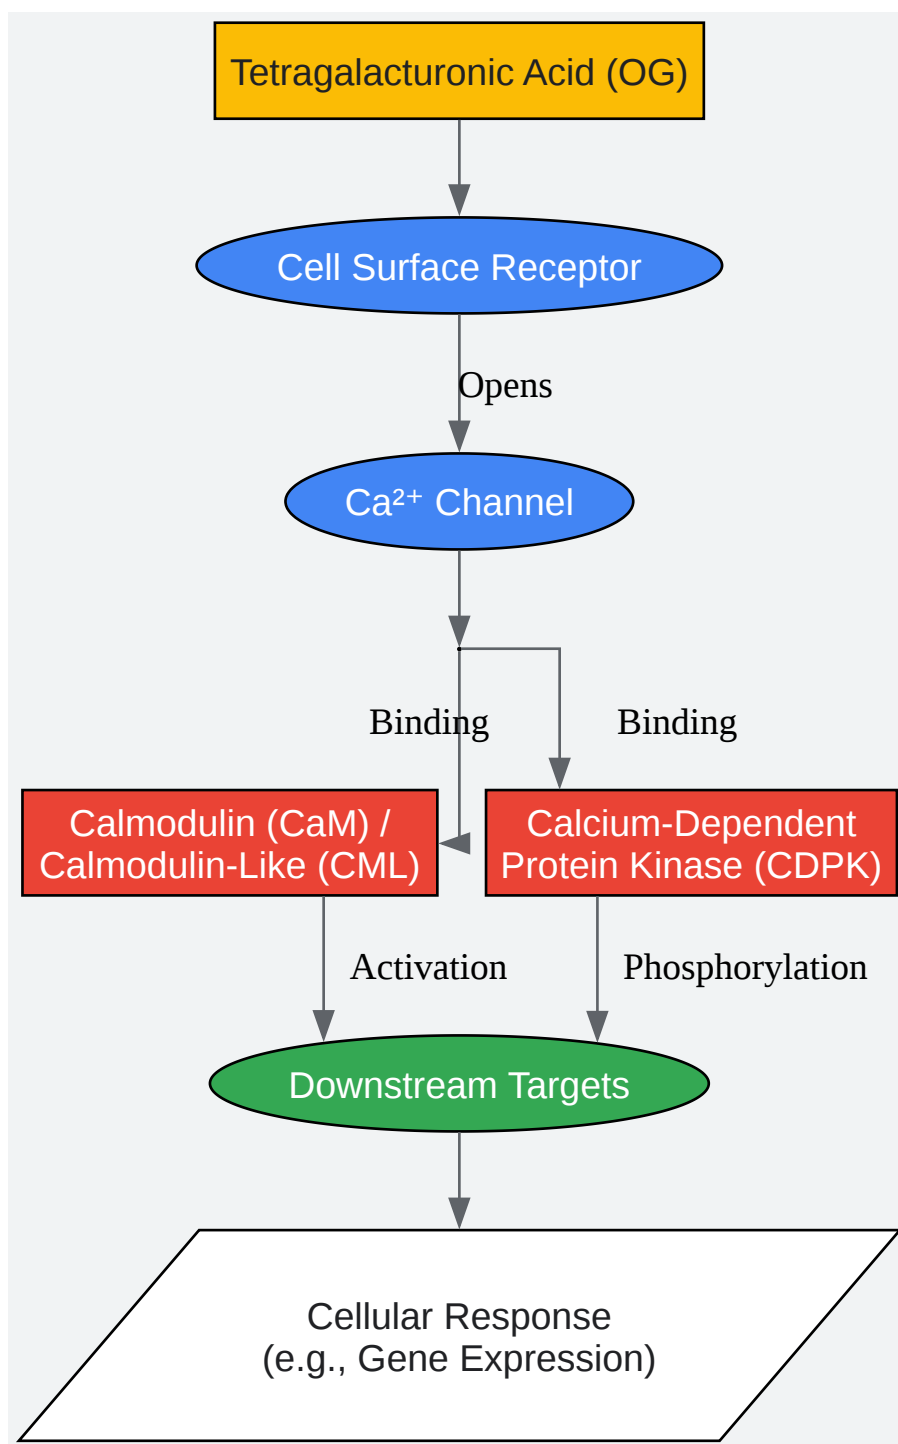 Tetragalacturonic Acid (OG)
Cell Surface Receptor
Opens
Ca²⁺ Channel
Binding
Binding
Calmodulin (CaM) /
Calmodulin-Like (CML)
Calcium-Dependent
Protein Kinase (CDPK)
Activation
Phosphorylation
Downstream Targets
Cellular Response
(e.g., Gene Expression)